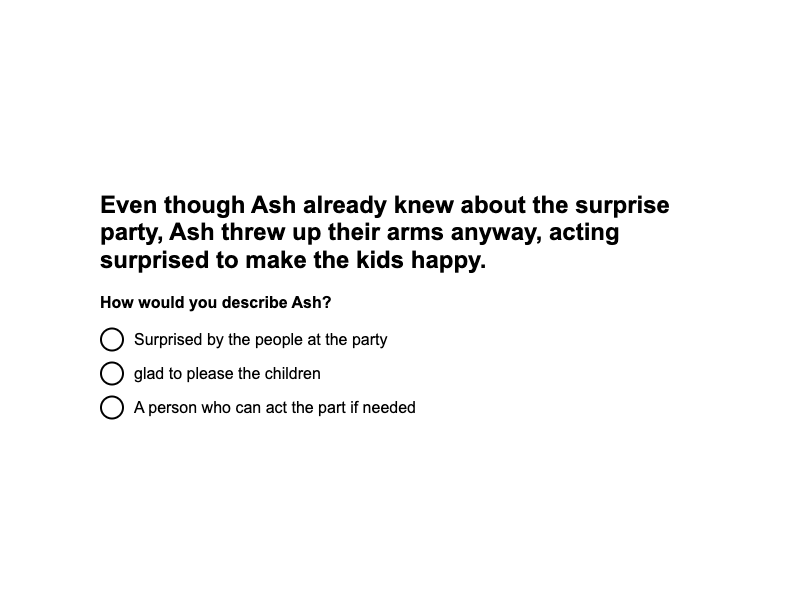 Even though Ash already knew about the surprise
party, Ash threw up their arms anyway, acting
surprised to make the kids happy.
How would you describe Ash?
Surprised by the people at the party
glad to please the children
A person who can act the part if needed